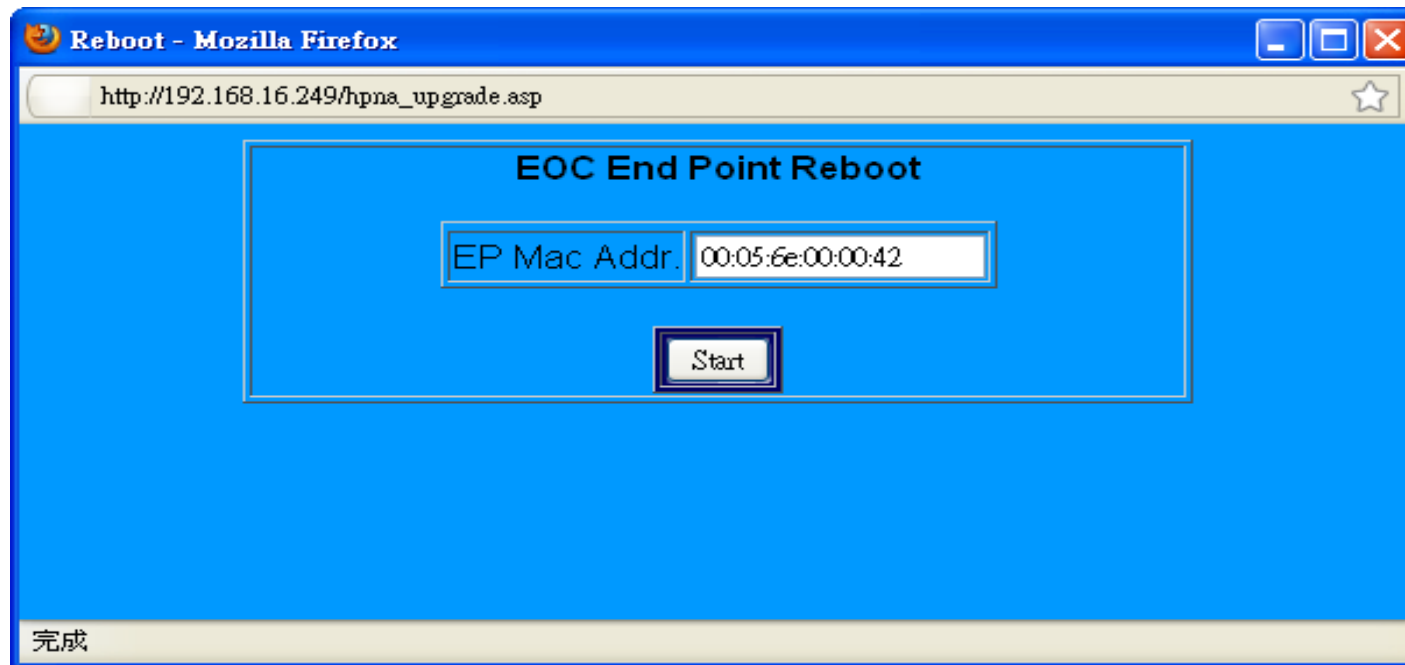 Reboot - Mozilla Firefox
http://192.168.16.249/hpna_upgrade.asp
EOC End Point Reboot
EP Mac Addr. 00:05:6e:00:00:42
Start
完成